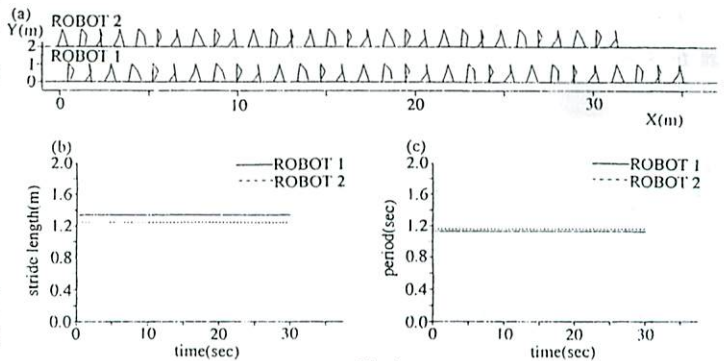 (a)
ROBOT 2
Y(m)
2
ROBOT 1
1
0
0 10 20 30
X(m)
(b)
2.0
1.6
1.2
0.8
0.4
0.0
stride length(m)
ROBOT 1
ROBOT 2
0 10 20 30
time(sec)
(c)
2.0
1.6
1.2
0.8
0.4
0.0
period(sec)
ROBOT 1
ROBOT 2
0 10 20 30
time(sec)